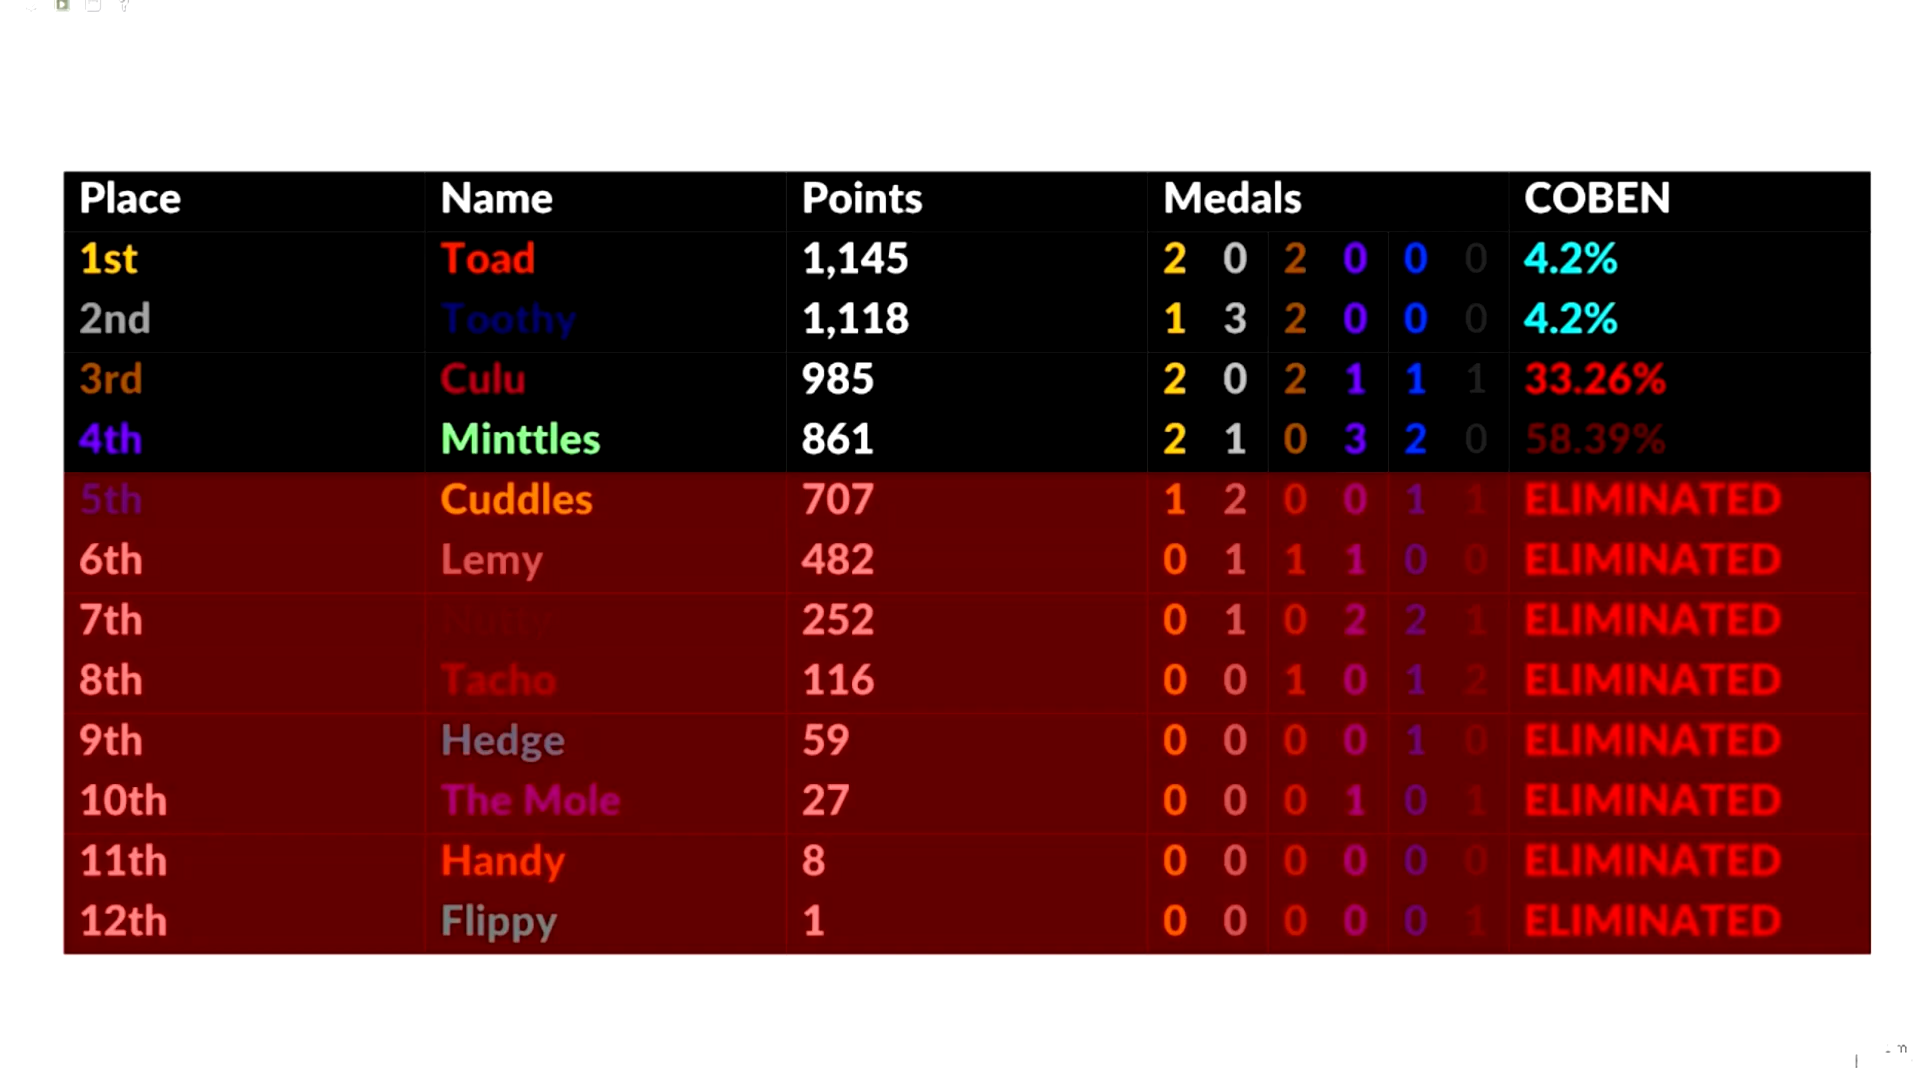 Place Name Points Medals COBEN
1st Toad 1,145 2 0 2 0 0 0 4.2%
2nd Toothy 1,118 1 3 2 0 0 0 4.2%
3rd Culu 985 2 0 2 1 1 1 33.26%
4th Minttles 861 2 1 0 3 2 0 58.39%
5th Cuddles 707 1 2 0 0 1 1 ELIMINATED
6th Lemy 482 0 1 1 1 0 0 ELIMINATED
7th Nutty 252 0 1 0 2 2 1 ELIMINATED
8th Tacho 116 0 0 1 0 1 2 ELIMINATED
9th Hedge 59 0 0 0 0 1 0 ELIMINATED
10th The Mole 27 0 0 0 1 0 1 ELIMINATED
11th Handy 8 0 0 0 0 0 0 ELIMINATED
12th Flippy 1 0 0 0 0 0 1 ELIMINATED